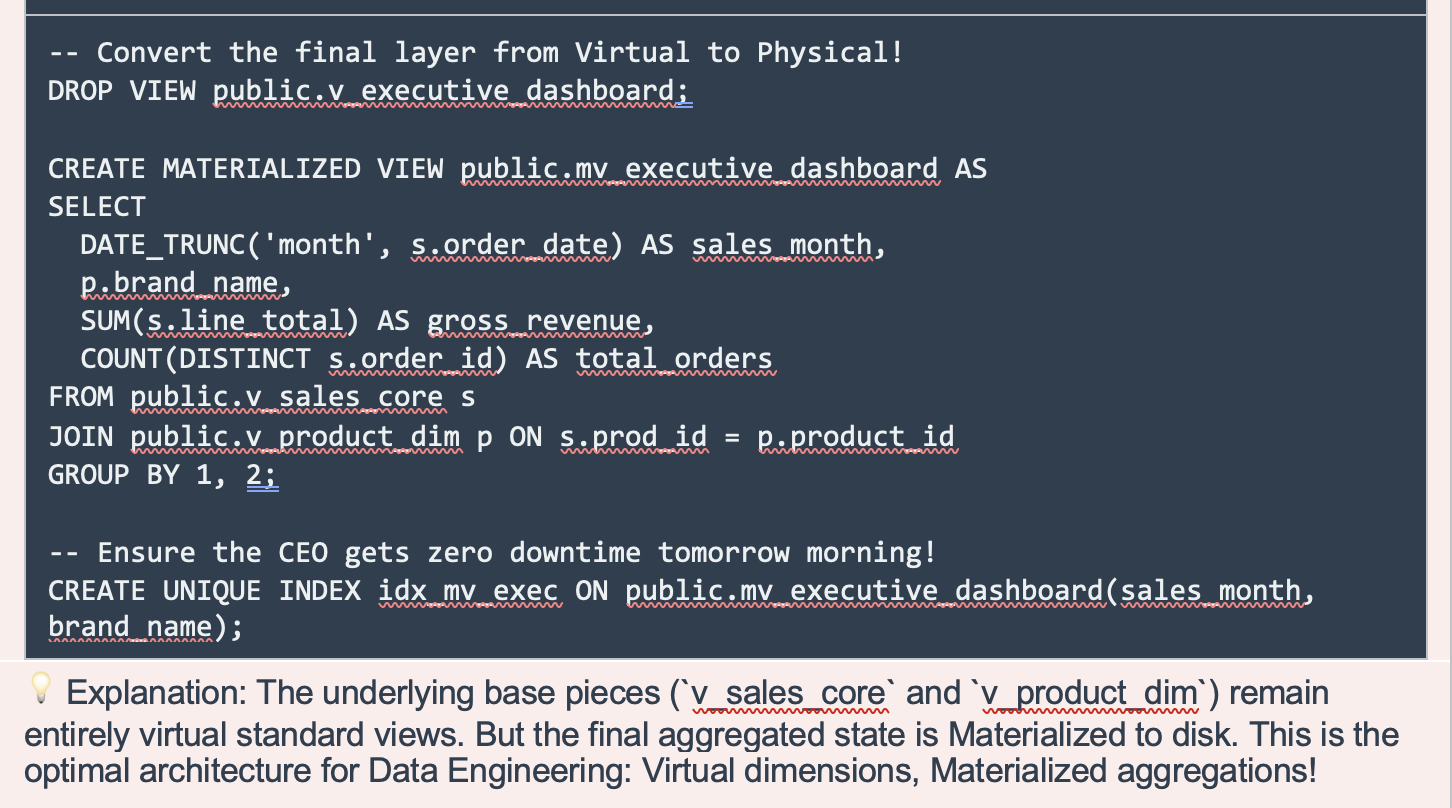 -- Convert the final layer from Virtual to Physical!
DROP VIEW public.v_executive_dashboard;
CREATE MATERIALIZED VIEW public.mv_executive_dashboard AS
SELECT
DATE_TRUNC('month', s.order_date) AS sales_month,
p.brand_name,
SUM(s.line_total) AS gross_revenue,
COUNT(DISTINCT s.order_id) AS total_orders
FROM public.v_sales_core s
JOIN public.v_product_dim p ON s.prod_id = p.product_id
GROUP BY 1, 2;
-- Ensure the CEO gets zero downtime tomorrow morning!
CREATE UNIQUE INDEX idx_mv_exec ON public.mv_executive_dashboard(sales_month,
brand_name);
💡 Explanation: The underlying base pieces (`v_sales_core` and `v_product_dim`) remain
entirely virtual standard views. But the final aggregated state is Materialized to disk. This is the
optimal architecture for Data Engineering: Virtual dimensions, Materialized aggregations!